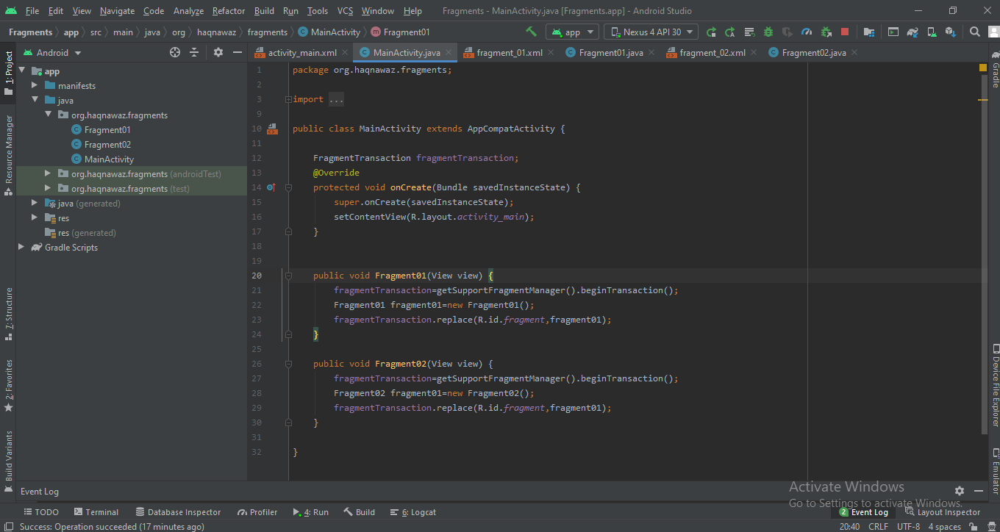 File Edit View Navigate Code Analyze Refactor Build Run Tools VCS Window Help Fragments - MainActivity.java [Fragments.app] - Android Studio
Fragments app src main java org haqnawaz fragments MainActivity Fragment01 app Nexus 4 API 30
Android activity_main.xml MainActivity.java fragment_01.xml Fragment01.java fragment_02.xml Fragment02.java
1: Project
Resource Manager
7: Structure
2: Favorites
Build Variants
app
manifests
java
org.haqnawaz.fragments
Fragment01
Fragment02
MainActivity
org.haqnawaz.fragments (androidTest)
org.haqnawaz.fragments (test)
java (generated)
res
res (generated)
Gradle Scripts
1 package org.haqnawaz.fragments;
2
3 import ...
9
10 public class MainActivity extends AppCompatActivity {
11
12 FragmentTransaction fragmentTransaction;
13 @Override
14 protected void onCreate(Bundle savedInstanceState) {
15 super.onCreate(savedInstanceState);
16 setContentView(R.layout.activity_main);
17 }
18
19
20 public void Fragment01(View view) {
21 fragmentTransaction=getSupportFragmentManager().beginTransaction();
22 Fragment01 fragment01=new Fragment01();
23 fragmentTransaction.replace(R.id.fragment,fragment01);
24 }
25
26 public void Fragment02(View view) {
27 fragmentTransaction=getSupportFragmentManager().beginTransaction();
28 Fragment02 fragment01=new Fragment02();
29 fragmentTransaction.replace(R.id.fragment,fragment01);
30 }
31
32 }
Gradle
Device File Explorer
Emulator
Event Log
Activate Windows
Go to Settings to activate Windows.
TODO Terminal Database Inspector Profiler 4: Run Build 6: Logcat 2 Event Log Layout Inspector
Success: Operation succeeded (17 minutes ago) 20:40 CRLF UTF-8 4 spaces